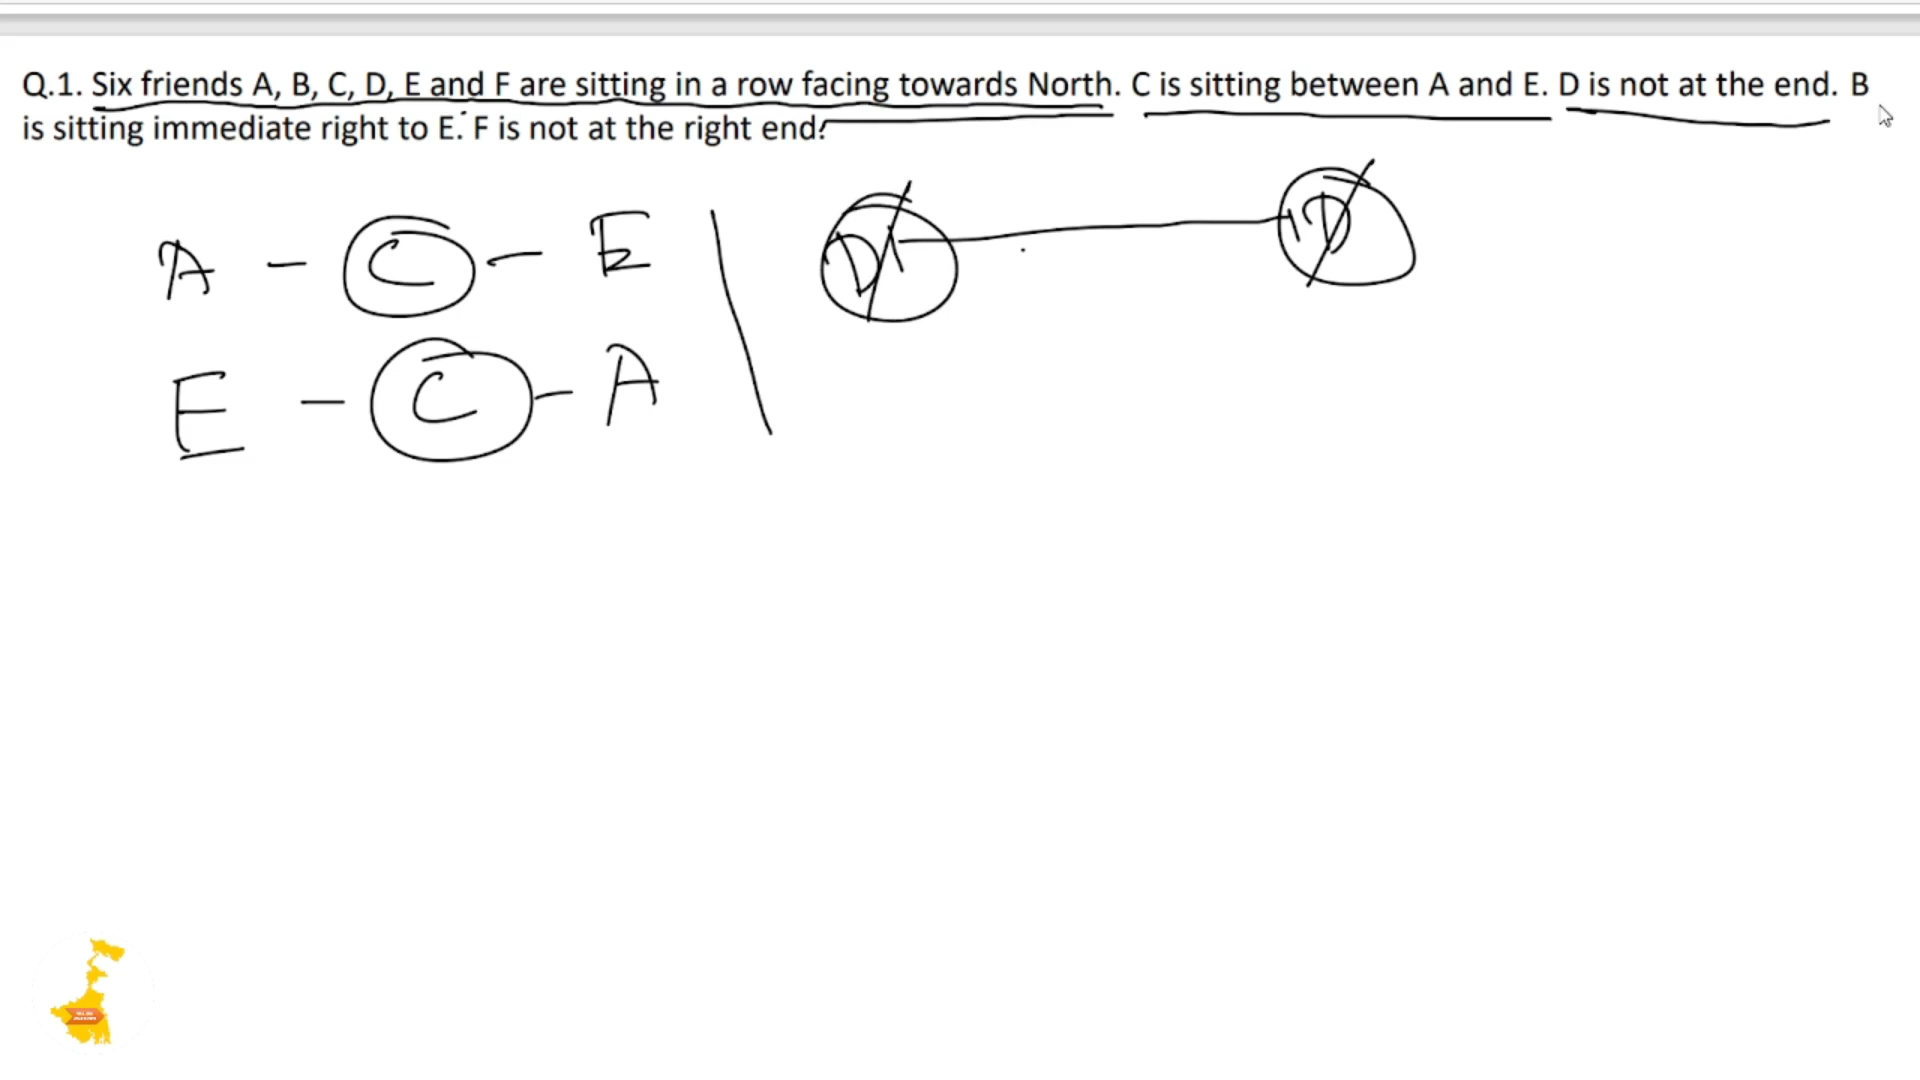 Q.1. Six friends A, B, C, D, E and F are sitting in a row facing towards North. C is sitting between A and E. D is not at the end. B
is sitting immediate right to E. F is not at the right end.
A - C - E
D D
E - C - A